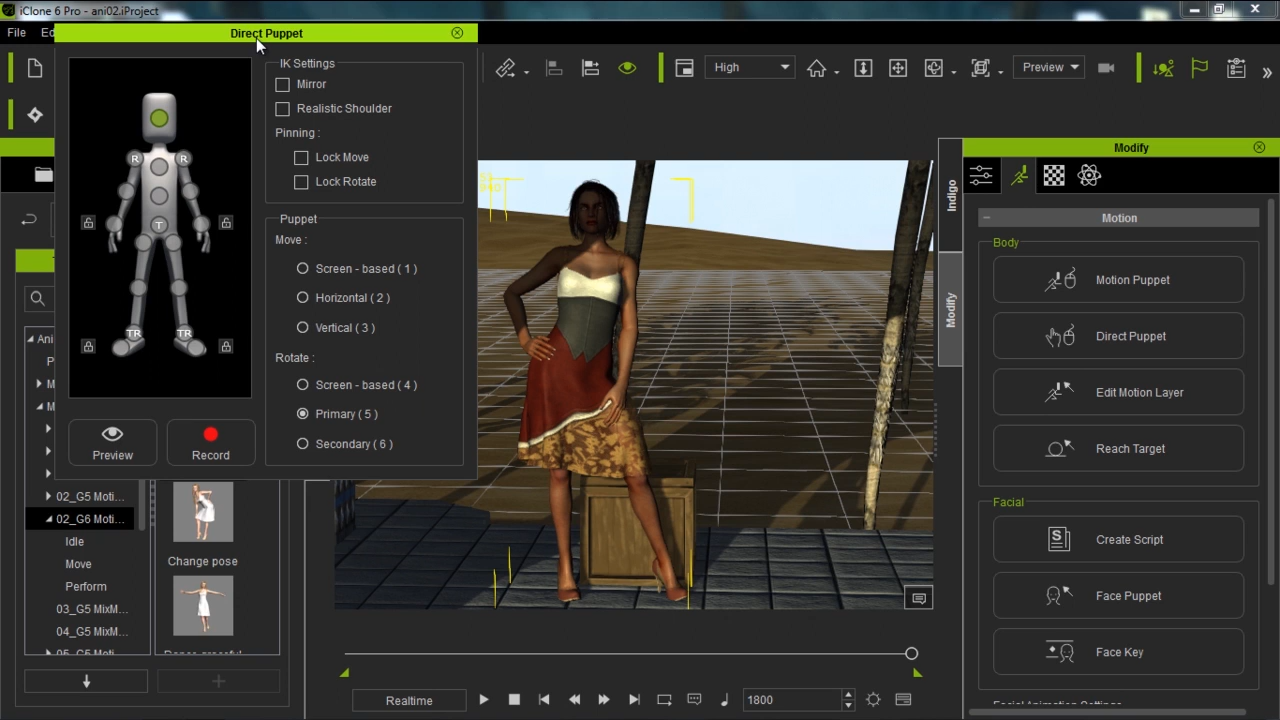 iClone 6 Pro - ani02.iProject
File
Direct Puppet
IK Settings
Mirror
Realistic Shoulder
Pinning :
Lock Move
Lock Rotate
Puppet
Move :
Screen - based ( 1 )
Horizontal ( 2 )
Vertical ( 3 )
Rotate :
Screen - based ( 4 )
Primary ( 5 )
Secondary ( 6 )
R
R
T
TR
TR
Preview
Record
High
Preview
Indigo
Modify
Modify
Motion
Body
Motion Puppet
Direct Puppet
Edit Motion Layer
Reach Target
Facial
Create Script
Face Puppet
Face Key
Ani
P
M
M
02_G5 Moti...
02_G6 Moti...
Idle
Move
Perform
03_G5 MixM...
04_G5 MixM...
Change pose
Realtime
1800